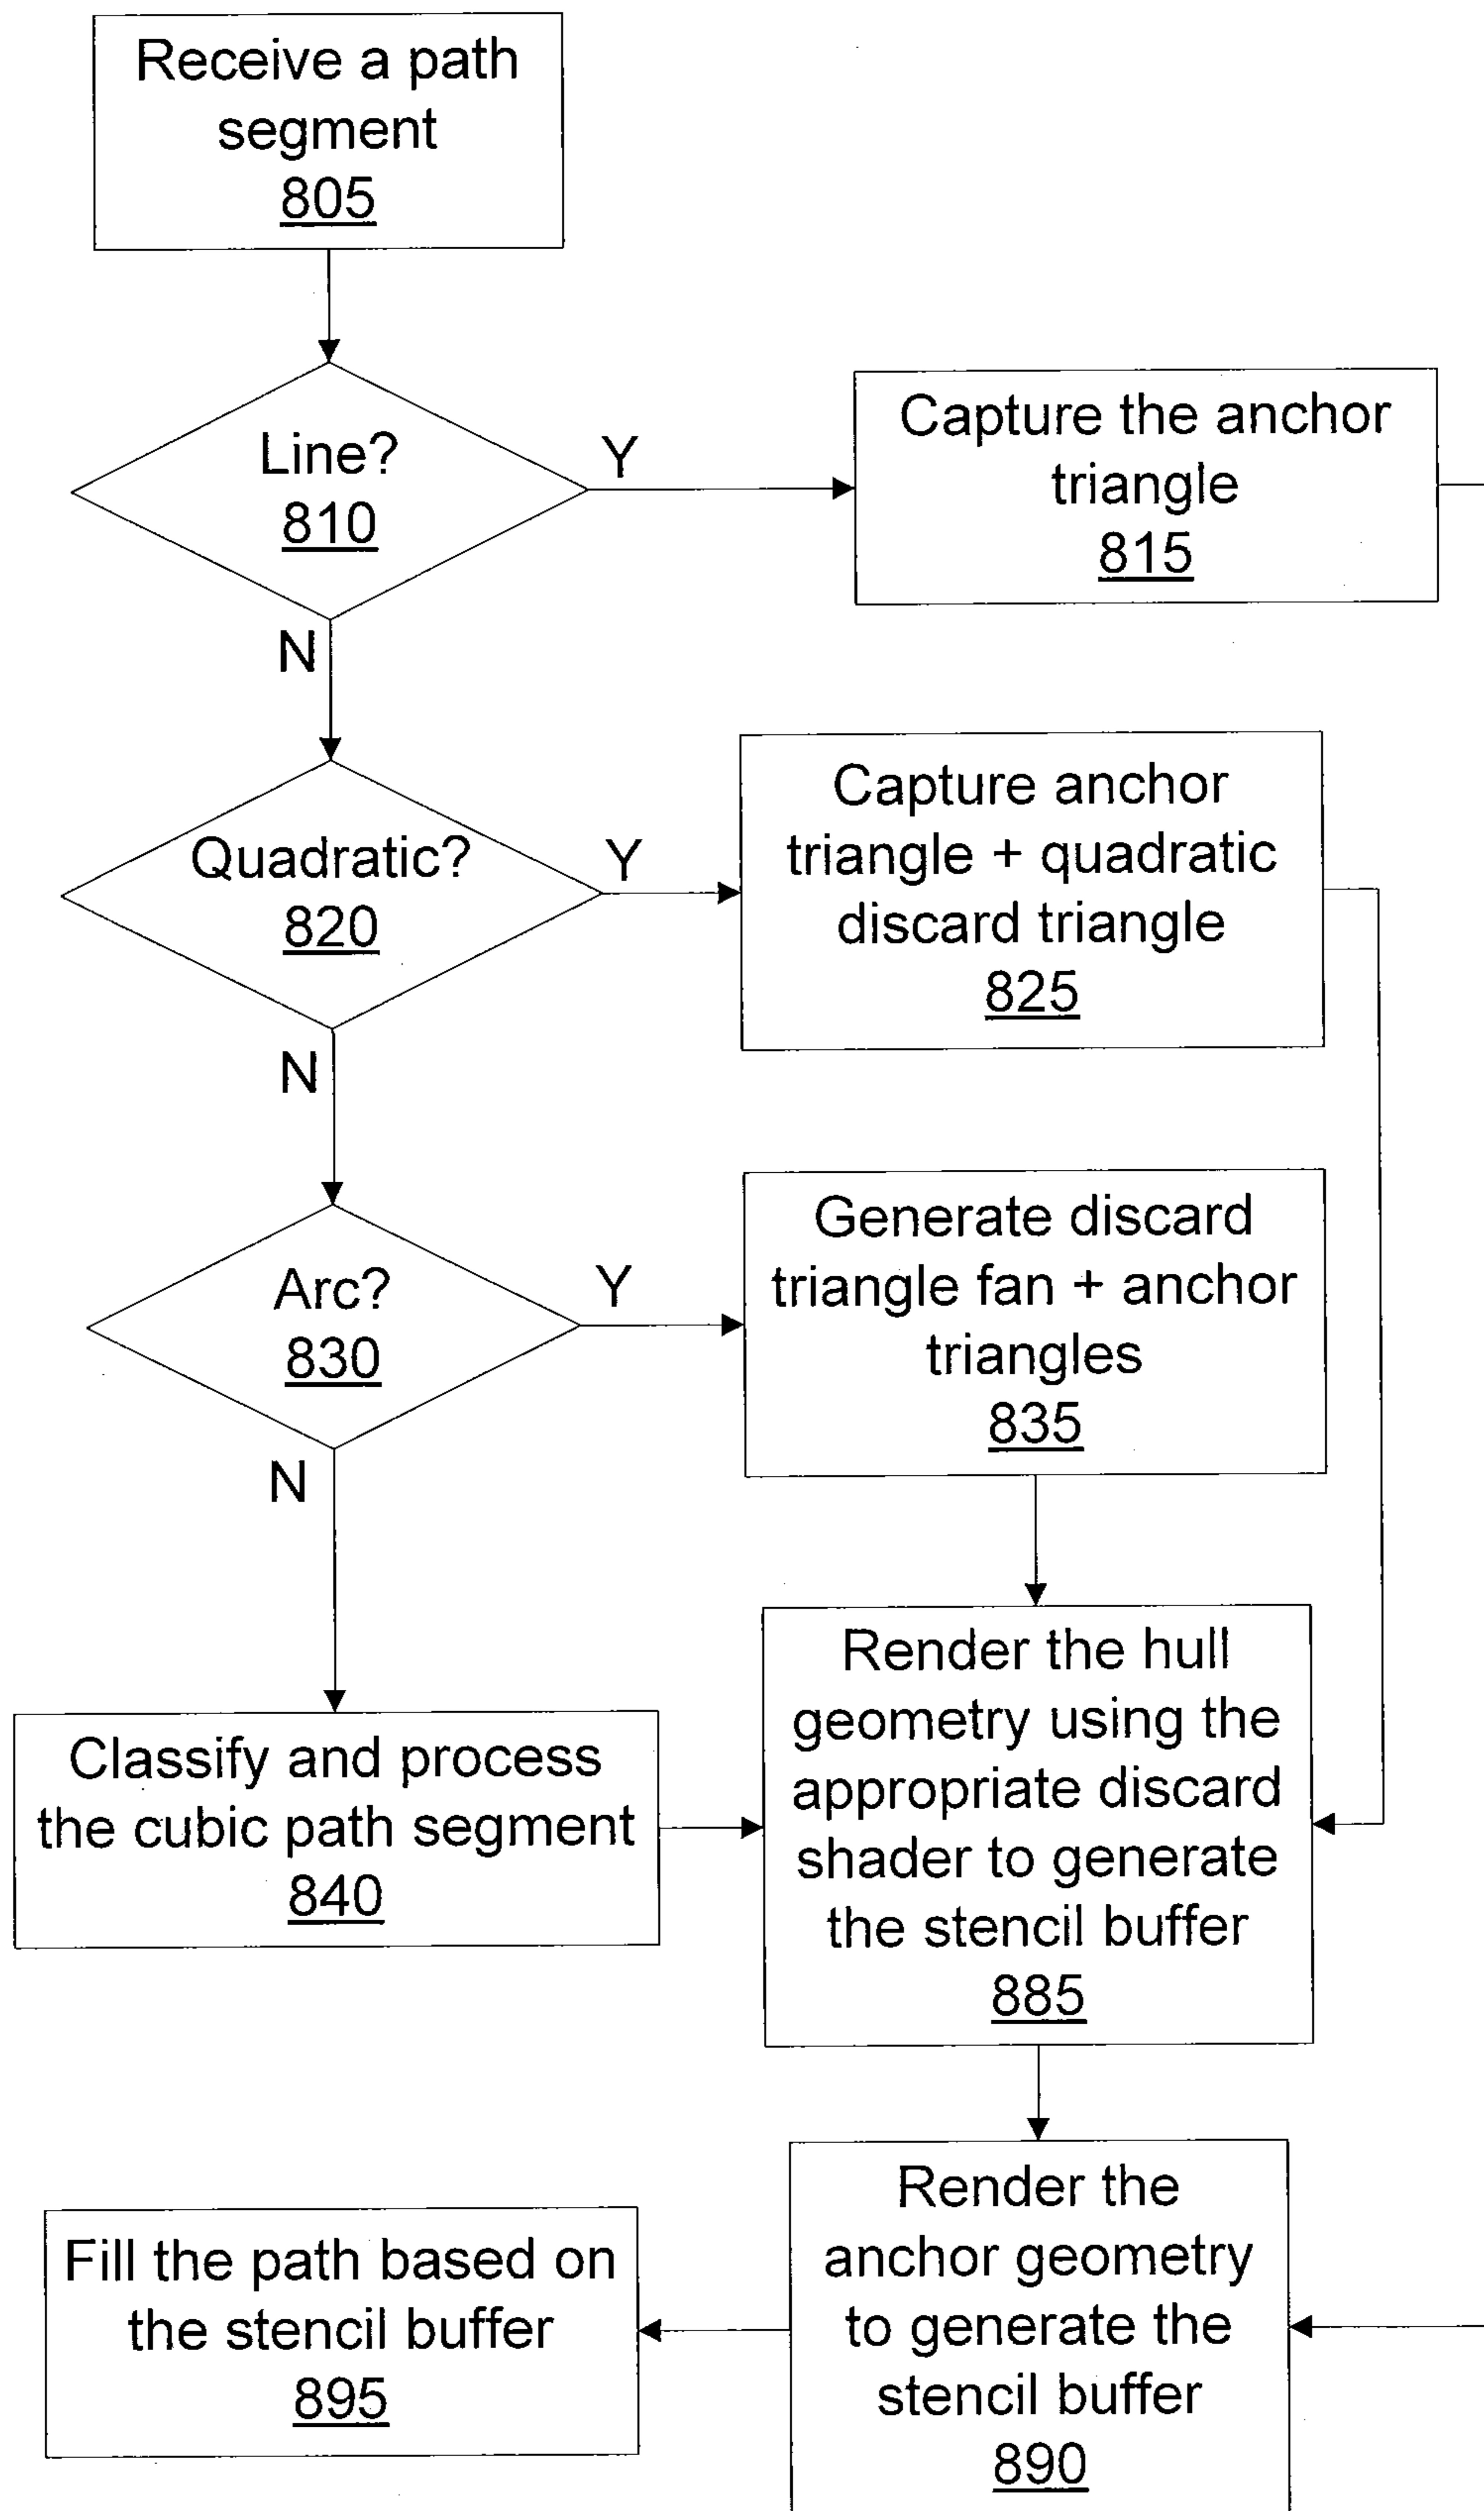 Receive a path
segment
805
Line?
810
Y
Capture the anchor
triangle
815
N
Quadratic?
820
Y
Capture anchor
triangle + quadratic
discard triangle
825
N
Arc?
830
Y
Generate discard
triangle fan + anchor
triangles
835
N
Classify and process
the cubic path segment
840
Render the hull
geometry using the
appropriate discard
shader to generate
the stencil buffer
885
Render the
anchor geometry
to generate the
stencil buffer
890
Fill the path based on
the stencil buffer
895